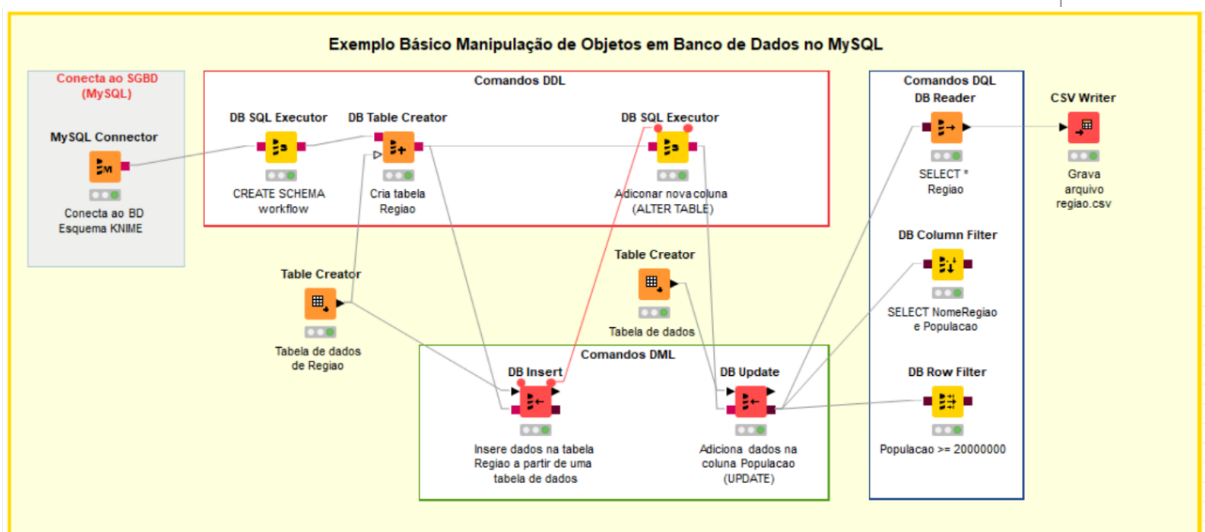 Exemplo Básico Manipulação de Objetos em Banco de Dados no MySQL
Conecta ao SGBD
(MySQL)
MySQL Connector
Conecta ao BD
Esquema KNIME
Comandos DDL
DB SQL Executor
CREATE SCHEMA
workflow
DB Table Creator
Cria tabela
Regiao
DB SQL Executor
Adiconar nova coluna
(ALTER TABLE)
Table Creator
Tabela de dados
de Regiao
Table Creator
Tabela de dados
Comandos DML
DB Insert
Insere dados na tabela
Regiao a partir de uma
tabela de dados
DB Update
Adiciona dados na
coluna Populacao
(UPDATE)
Comandos DQL
DB Reader
SELECT *
Regiao
DB Column Filter
SELECT NomeRegiao
e Populacao
DB Row Filter
Populacao >= 20000000
CSV Writer
Grava
arquivo
regiao.csv